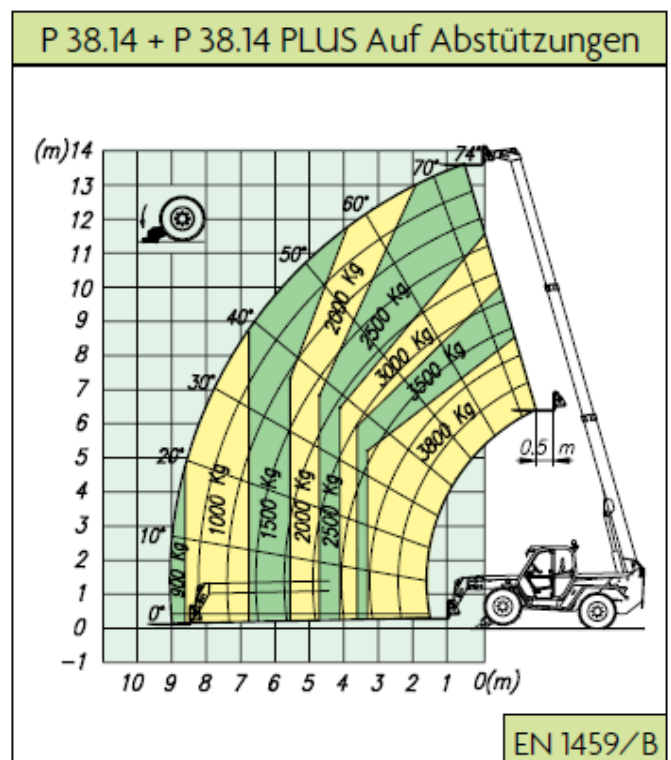 P 38.14 + P 38.14 PLUS Auf Abstützungen
(m) 14
13
12
11
10
9
8
7
6
5
4
3
2
1
0
-1
10 9 8 7 6 5 4 3 2 1 0(m)
0°
10°
20°
30°
40°
50°
60°
70°
74°
900 Kg
1000 Kg
1500 Kg
2000 Kg
2500 Kg
2000 Kg
2500 Kg
3000 Kg
3500 Kg
3800 Kg
0.5 m
EN 1459/B